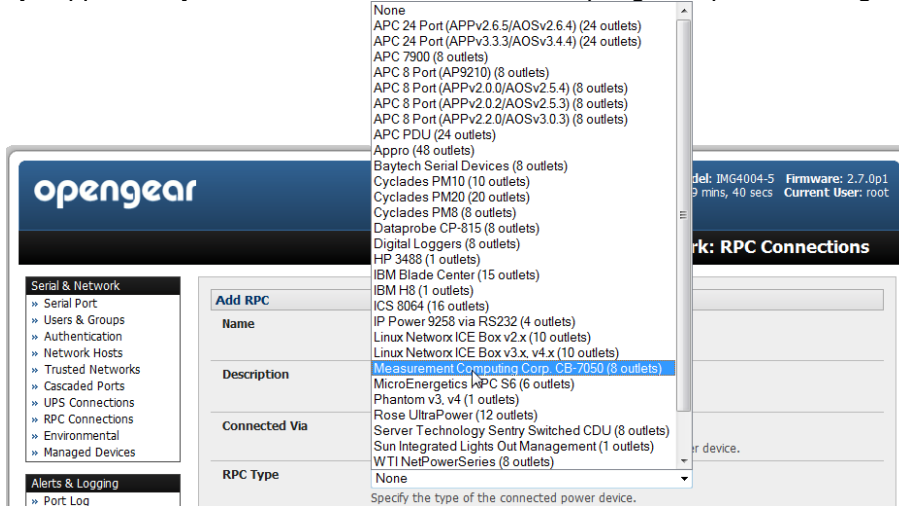 None
APC 24 Port (APPv2.6.5/AOSv2.6.4) (24 outlets)
APC 24 Port (APPv3.3.3/AOSv3.4.4) (24 outlets)
APC 7900 (8 outlets)
APC 8 Port (AP9210) (8 outlets)
APC 8 Port (APPv2.0.0/AOSv2.5.4) (8 outlets)
APC 8 Port (APPv2.0.2/AOSv2.5.3) (8 outlets)
APC 8 Port (APPv2.2.0/AOSv3.0.3) (8 outlets)
APC PDU (24 outlets)
Appro (48 outlets)
Baytech Serial Devices (8 outlets)
Cyclades PM10 (10 outlets)
Cyclades PM20 (20 outlets)
Cyclades PM8 (8 outlets)
Dataprobe CP-815 (8 outlets)
Digital Loggers (8 outlets)
HP 3488 (1 outlets)
IBM Blade Center (15 outlets)
IBM H8 (1 outlets)
ICS 8064 (16 outlets)
IP Power 9258 via RS232 (4 outlets)
Linux Networx ICE Box v2.x (10 outlets)
Linux Networx ICE Box v3.x, v4.x (10 outlets)
Measurement Computing Corp. CB-7050 (8 outlets)
MicroEnergetics PC S6 (6 outlets)
Phantom v3, v4 (1 outlets)
Rose UltraPower (12 outlets)
Server Technology Sentry Switched CDU (8 outlets)
Sun Integrated Lights Out Management (1 outlets)
WTI NetPowerSeries (8 outlets)
None
Specify the type of the connected power device.
opengear
del: IMG4004-5 Firmware: 2.7.0p1
9 mins, 40 secs Current User: root
rk: RPC Connections
Serial & Network
» Serial Port
» Users & Groups
» Authentication
» Network Hosts
» Trusted Networks
» Cascaded Ports
» UPS Connections
» RPC Connections
» Environmental
» Managed Devices
Alerts & Logging
» Port Log
Add RPC
Name
Description
Connected Via
er device.
RPC Type